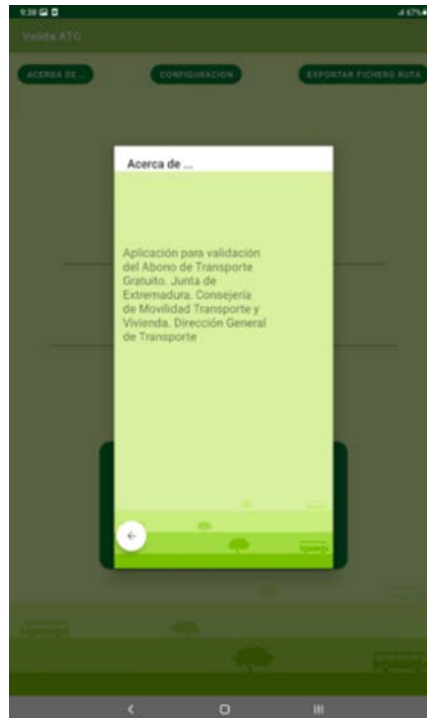 9:38
67%
Valida ATG
ACERDA DE...
CONFIGURACION
EXPORTAR FICHERO RUTA
Acerca de ...
Aplicación para validación
del Abono de Transporte
Gratuito. Junta de
Extremadura. Consejería
de Movilidad Transporte y
Vivienda. Dirección General
de Transporte